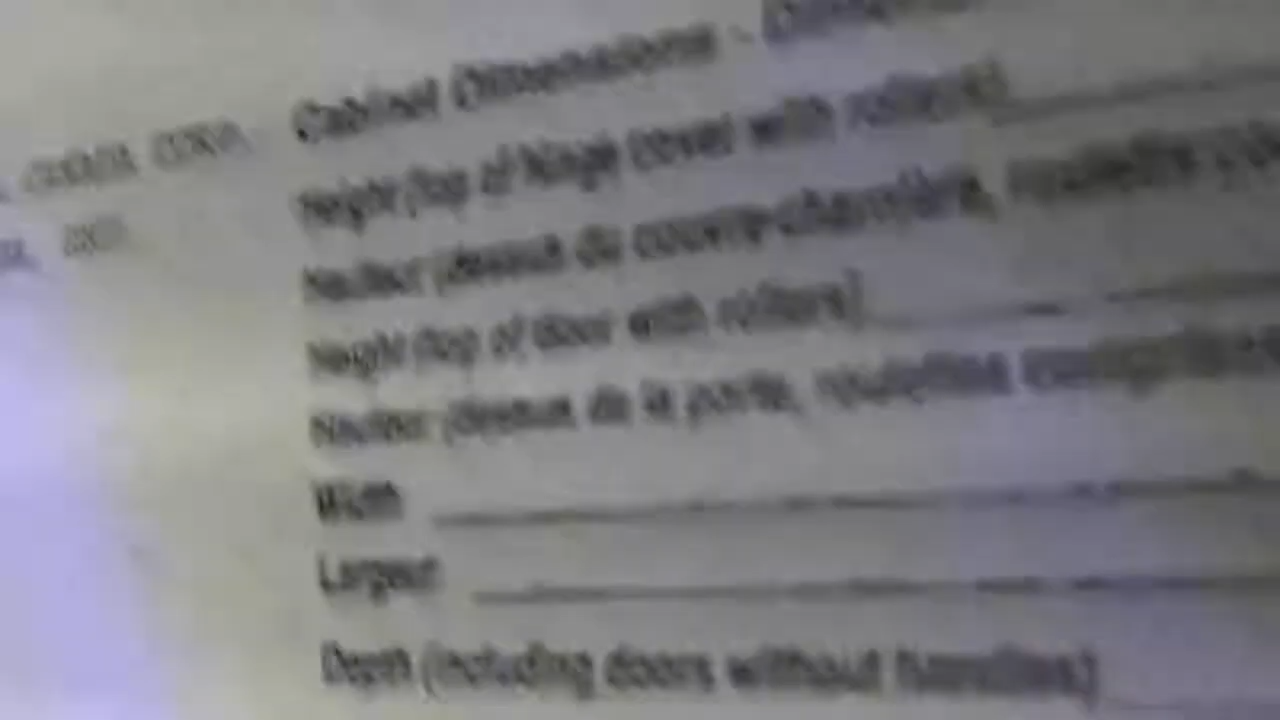 Cabinet Dimensions -
Height (top of hinge cover with rollers)
Hauteur (dessus du couvre-charnière, roulettes
Height (top of door with rollers)
Hauteur (dessus de la porte, roulettes
Width
Largeur
Depth (including doors without handles)